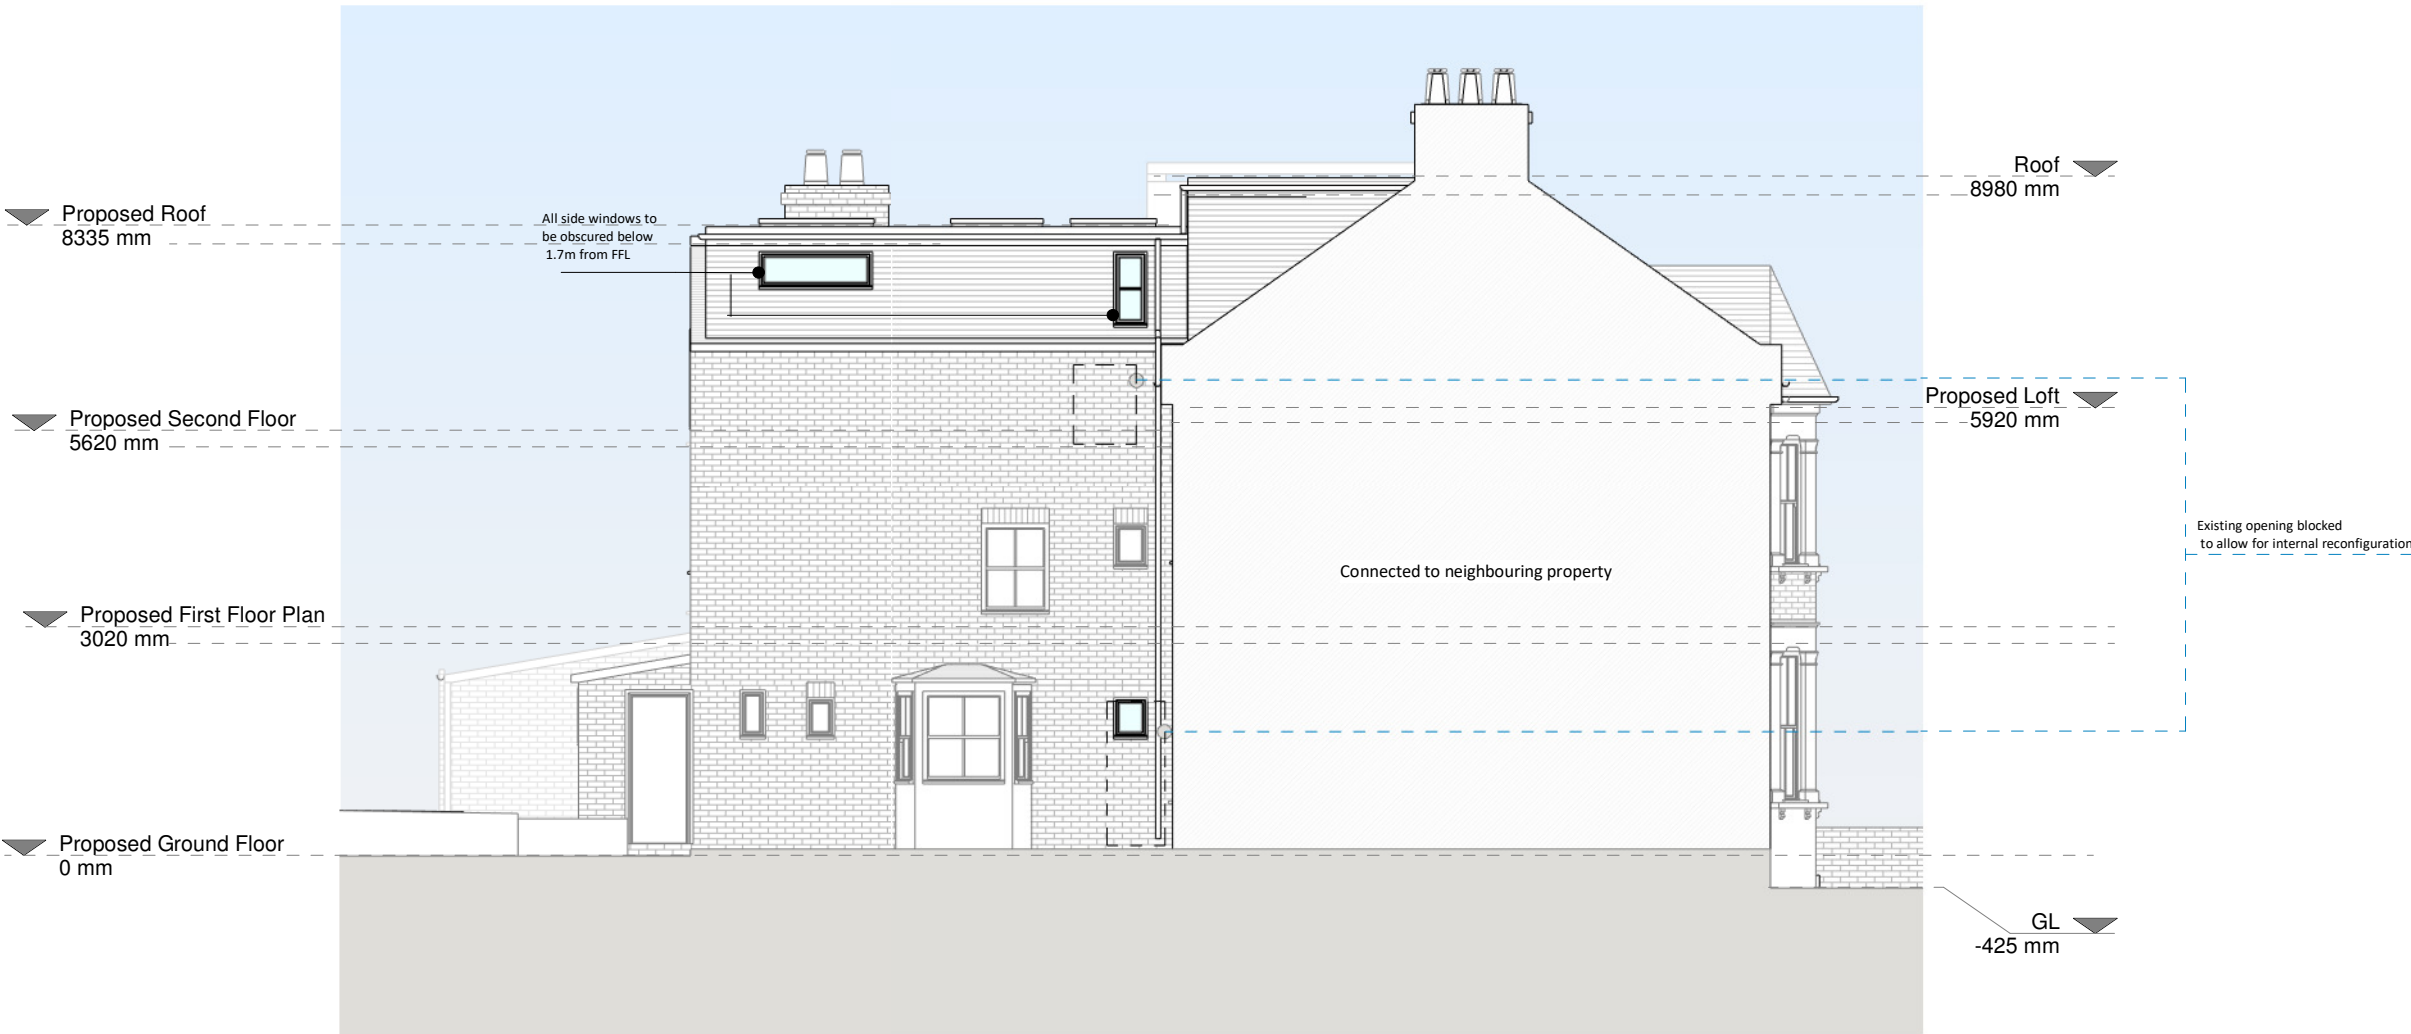 Roof
8980 mm
Proposed Roof
8335 mm
All side windows to
be obscured below
1.7m from FFL
Proposed Loft
5920 mm
Proposed Second Floor
5620 mm
Existing opening blocked
to allow for internal reconfiguration
Connected to neighbouring property
Proposed First Floor Plan
3020 mm
Proposed Ground Floor
0 mm
GL
-425 mm